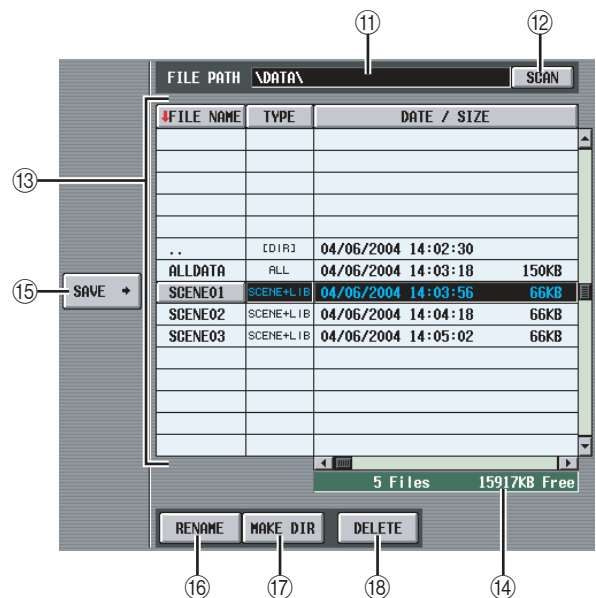 ⑪ ⑫
FILE PATH \DATA\ SCAN
FILE NAME TYPE DATE / SIZE
⑬
.. [DIR] 04/06/2004 14:02:30
ALLDATA ALL 04/06/2004 14:03:18 150KB
⑮ SAVE SCENE01 SCENE+LIB 04/06/2004 14:03:56 66KB
SCENE02 SCENE+LIB 04/06/2004 14:04:18 66KB
SCENE03 SCENE+LIB 04/06/2004 14:05:02 66KB
5 Files 15917KB Free
RENAME MAKE DIR DELETE
⑯ ⑰ ⑱ ⑭